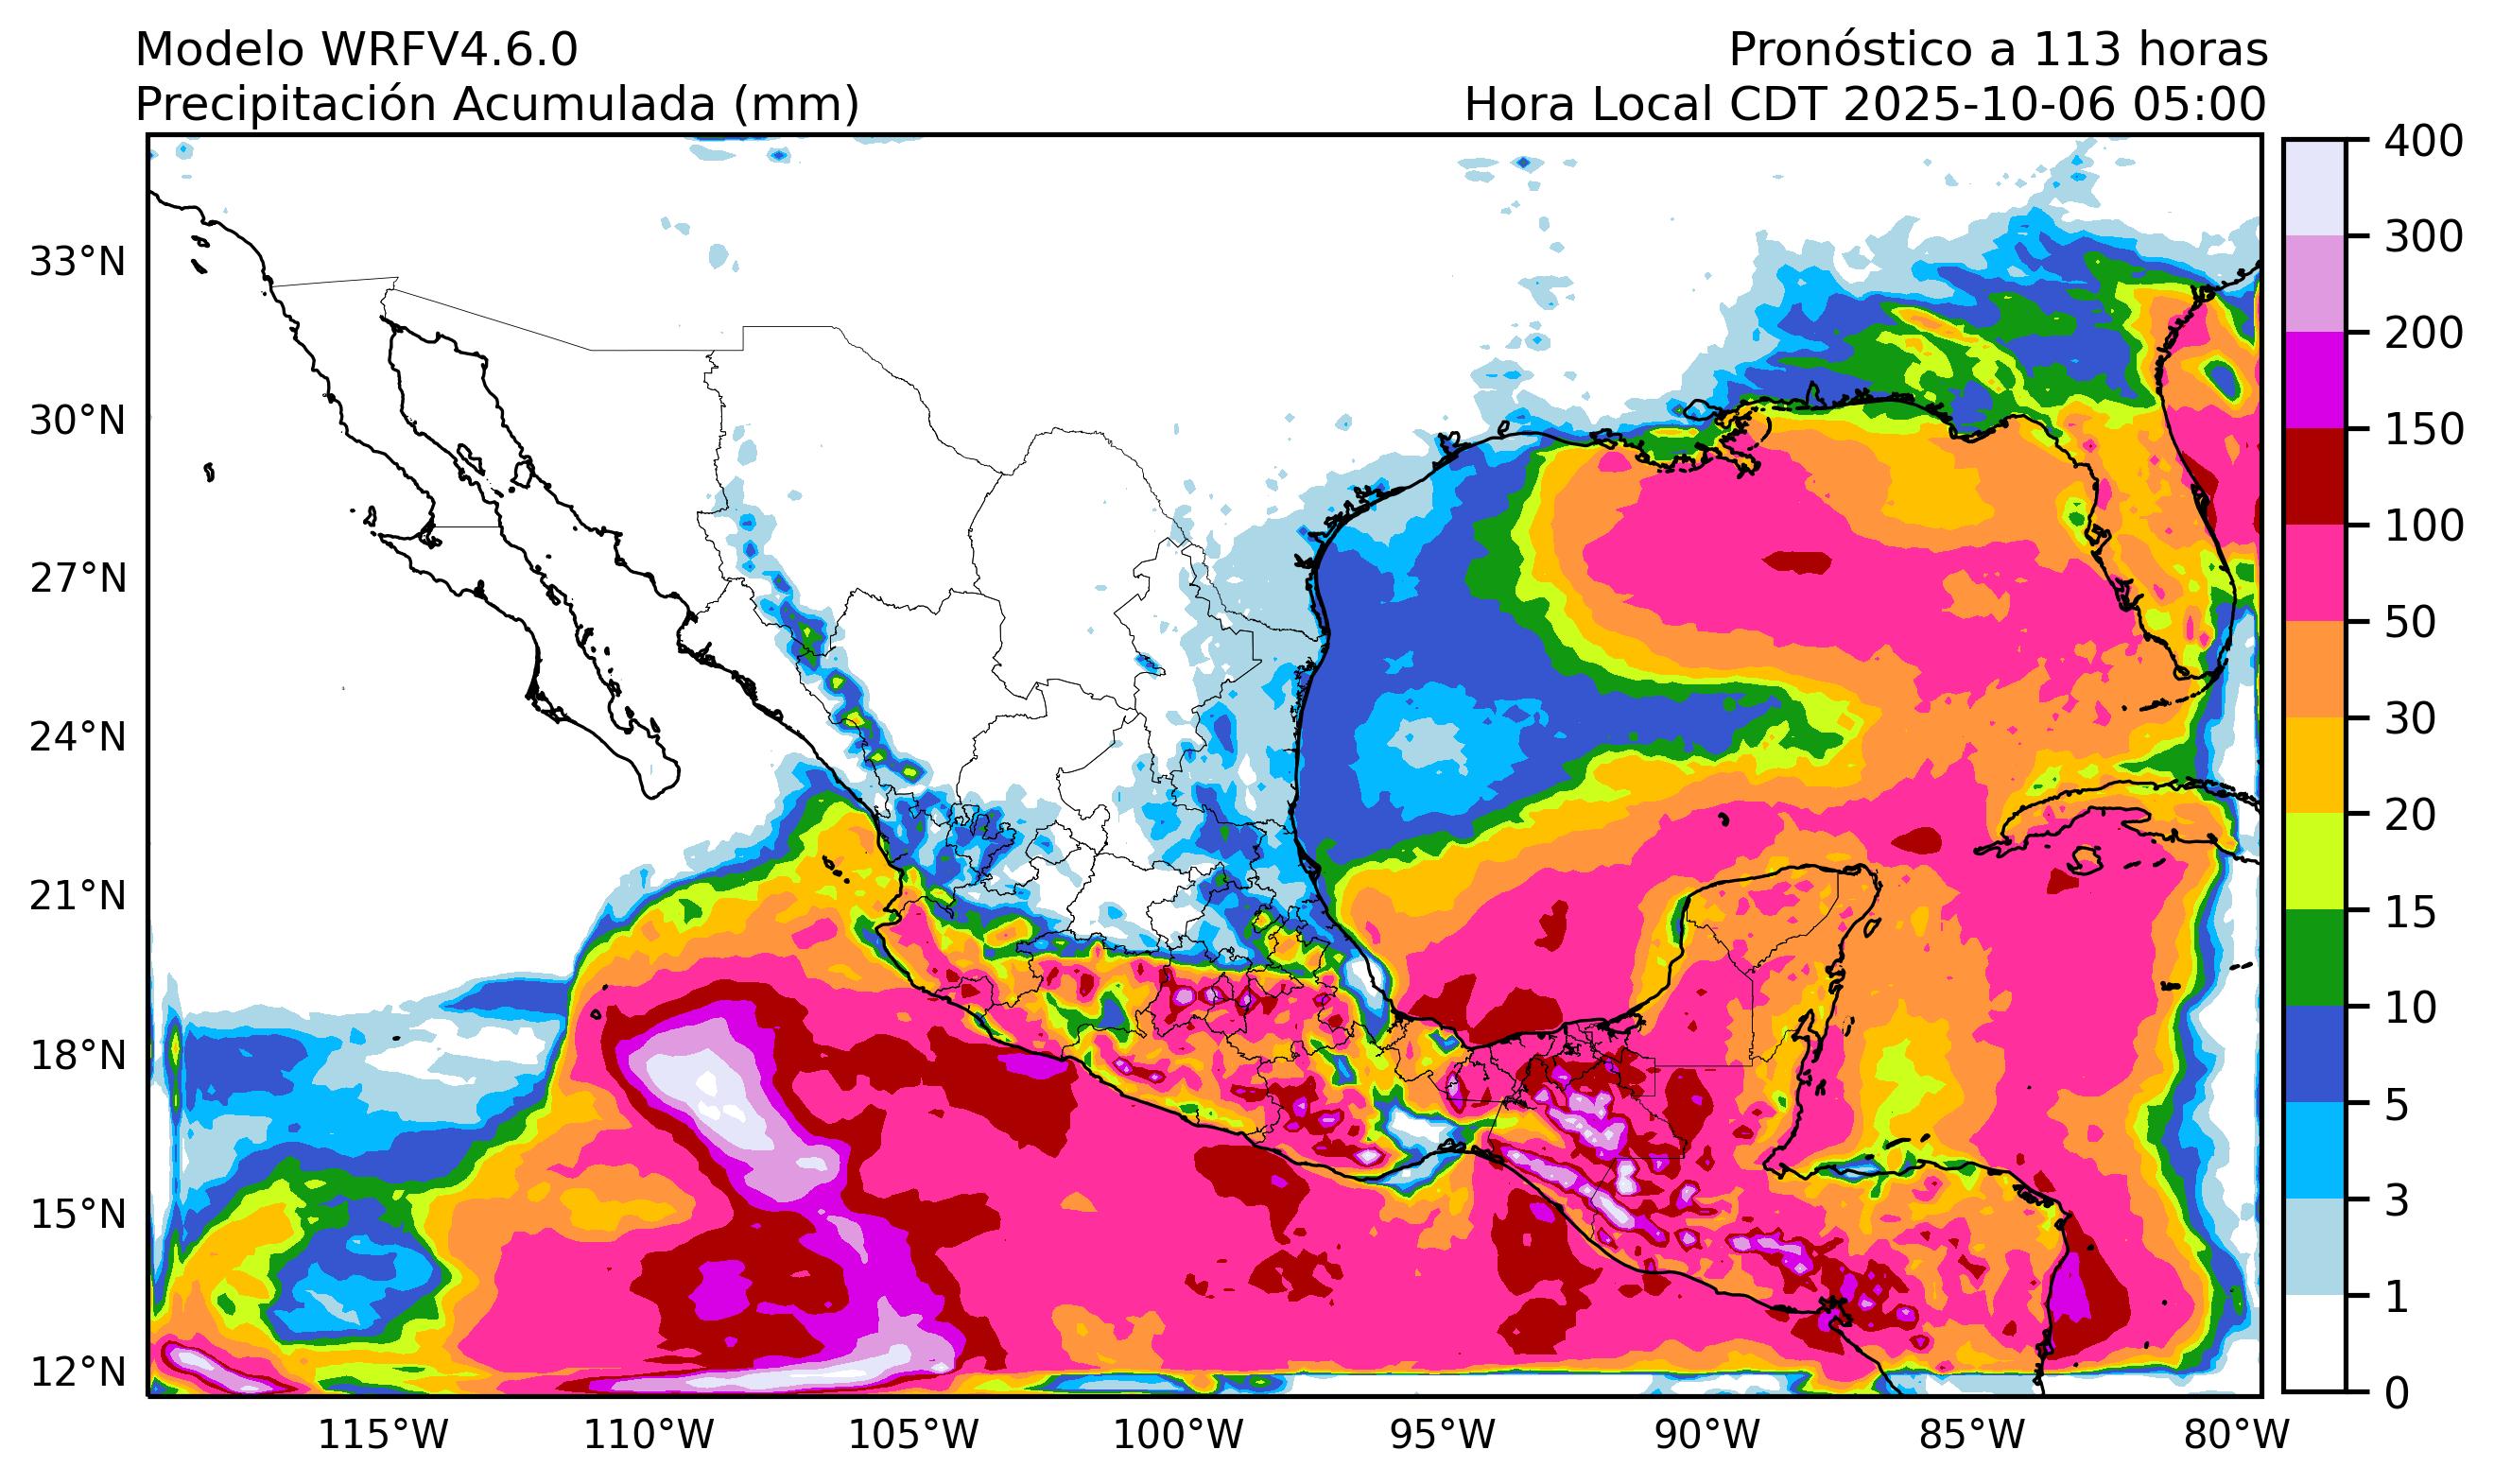 Modelo WRFV4.6.0
Pronóstico a 113 horas
Precipitación Acumulada (mm)
Hora Local CDT 2025-10-06 05:00
33°N
30°N
27°N
24°N
21°N
18°N
15°N
12°N
115°W
110°W
105°W
100°W
95°W
90°W
85°W
80°W
400
300
200
150
100
50
30
20
15
10
5
3
1
0